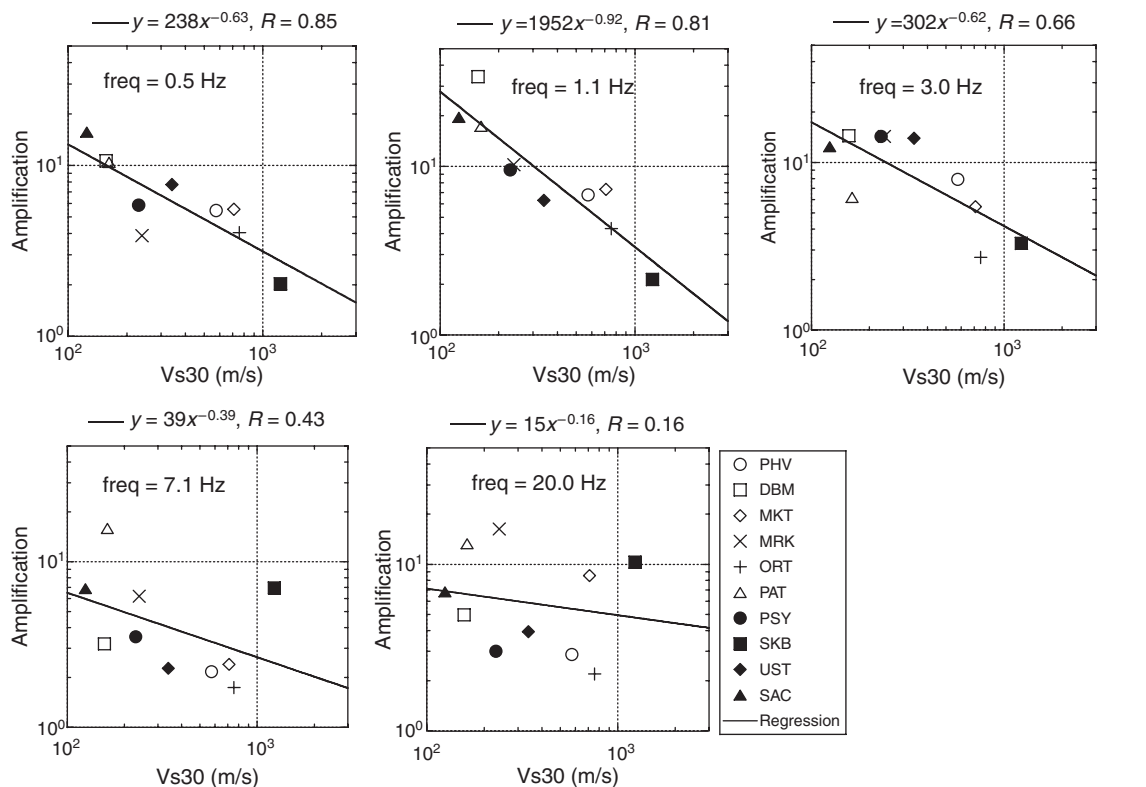 y = 238x^−0.63, R = 0.85
freq = 0.5 Hz
Amplification
10^1
10^0
10^2
10^3
Vs30 (m/s)
y = 1952x^−0.92, R = 0.81
freq = 1.1 Hz
Amplification
10^1
10^0
10^2
10^3
Vs30 (m/s)
y =302x^−0.62, R = 0.66
freq = 3.0 Hz
Amplification
10^1
10^0
10^2
10^3
Vs30 (m/s)
y = 39x^−0.39, R = 0.43
freq = 7.1 Hz
Amplification
10^1
10^0
10^2
10^3
Vs30 (m/s)
y = 15x^−0.16, R = 0.16
freq = 20.0 Hz
Amplification
10^1
10^0
10^2
10^3
Vs30 (m/s)
PHV
DBM
MKT
MRK
ORT
PAT
PSY
SKB
UST
SAC
Regression